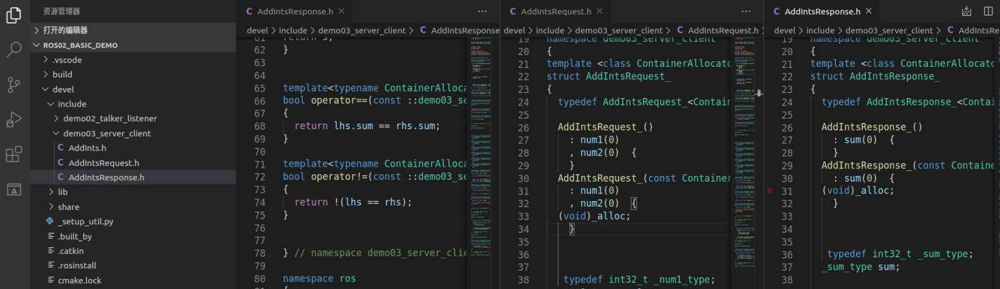 资源管理器
打开的编辑器
ROS02_BASIC_DEMO
.vscode
build
devel
include
demo02_talker_listener
demo03_server_client
AddInts.h
AddIntsRequest.h
AddIntsResponse.h
lib
share
_setup_util.py
.built_by
.catkin
.rosinstall
cmake.lock
C AddIntsResponse.h ×
devel > include > demo03_server_client > C AddIntsResponse
61 return s;
62 }
63
64
65 template<typename ContainerAlloca
66 bool operator==(const ::demo03_se
67 {
68 return lhs.sum == rhs.sum;
69 }
70
71 template<typename ContainerAlloca
72 bool operator!=(const ::demo03_se
73 {
74 return !(lhs == rhs);
75 }
76
77
78 } // namespace demo03_server_clie
79
80 namespace ros
C AddIntsRequest.h ×
devel > include > demo03_server_client > C AddIntsRequest.h >
19 namespace demo03_server_client
20 {
21 template <class ContainerAllocato
22 struct AddIntsRequest_
23 {
24 typedef AddIntsRequest_<Contain
25
26 AddIntsRequest_()
27 : num1(0)
28 , num2(0) {
29 }
30 AddIntsRequest_(const Container
31 : num1(0)
32 , num2(0) {
33 (void)_alloc;
34 }
35
36
37
38 typedef int32_t _num1_type;
C AddIntsResponse.h ×
devel > include > demo03_server_client > C AddIntsRe
19 namespace demo03_server_client
20 {
21 template <class ContainerAllocato
22 struct AddIntsResponse_
23 {
24 typedef AddIntsResponse_<Contai
25
26 AddIntsResponse_()
27 : sum(0) {
28 }
29 AddIntsResponse_(const Containe
30 : sum(0) {
31 (void)_alloc;
32 }
33
34
35
36 typedef int32_t _sum_type;
37 _sum_type sum;
38